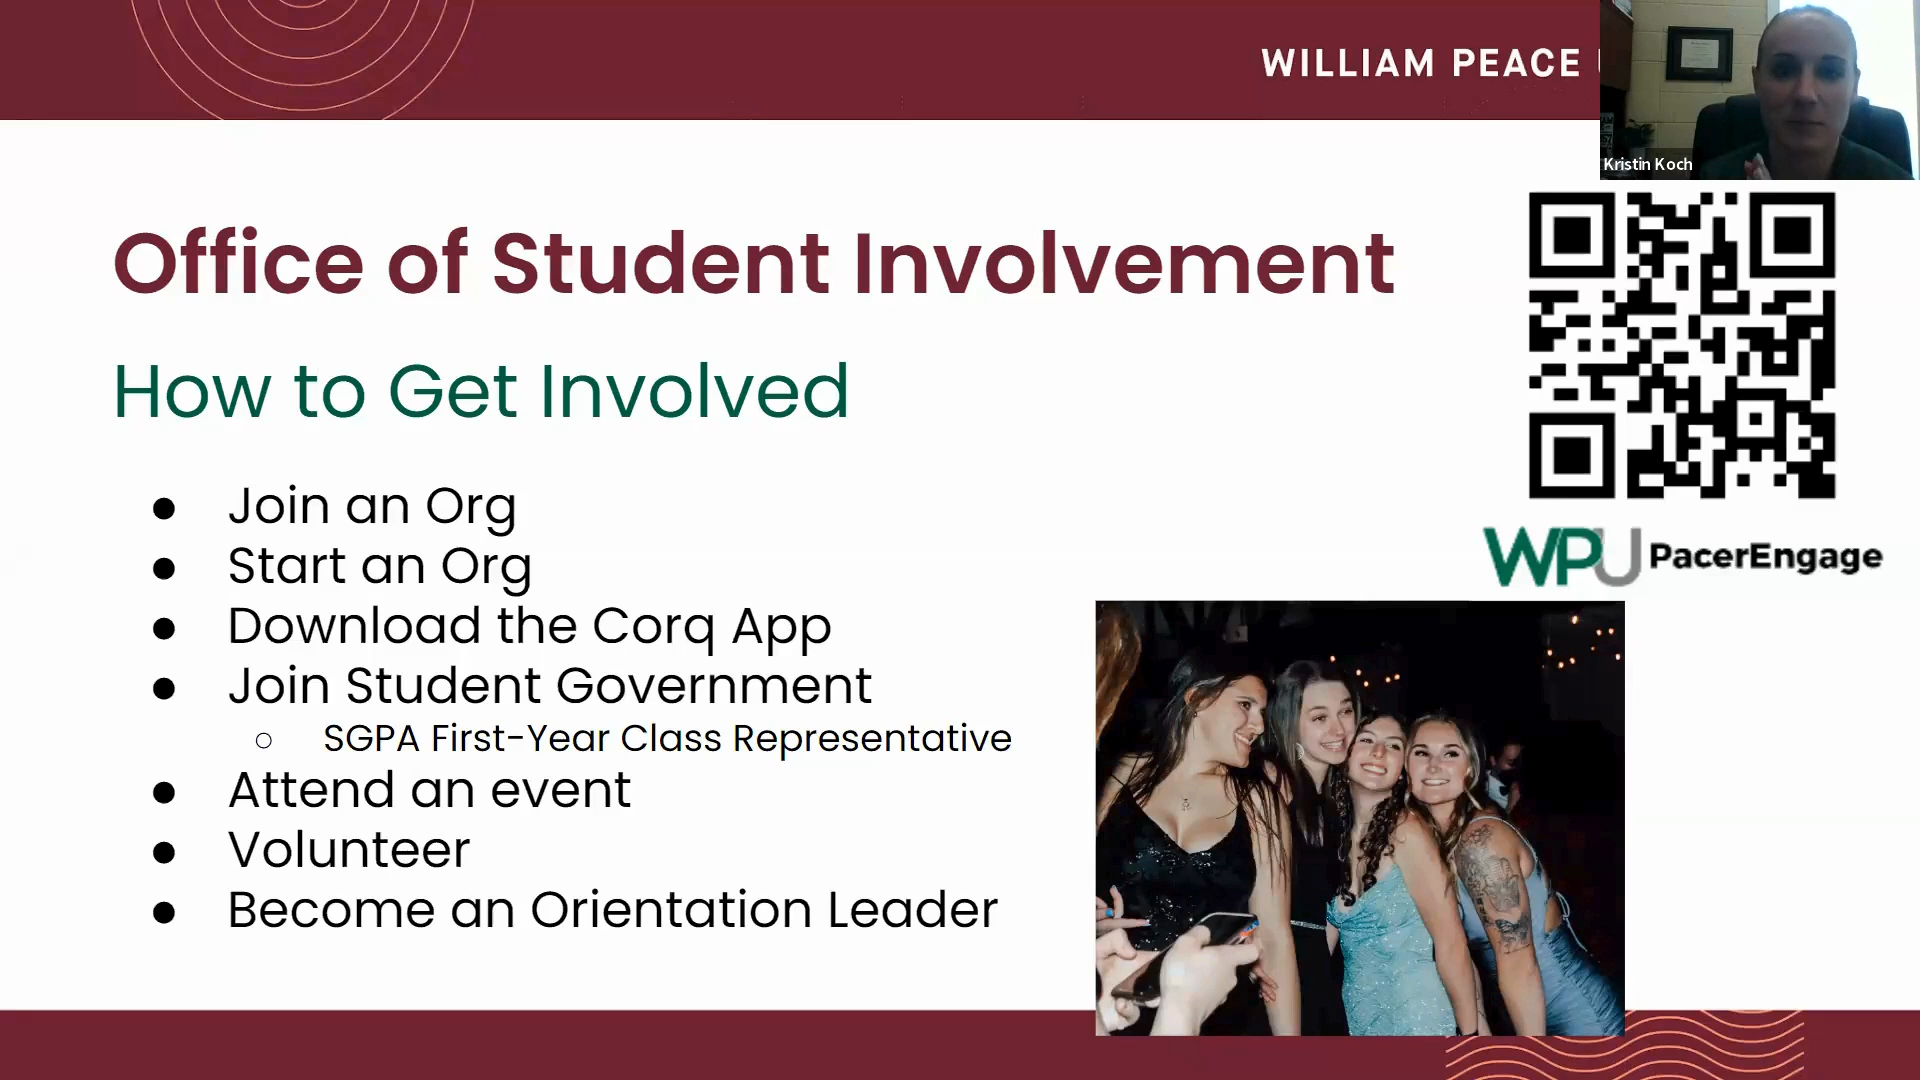 WILLIAM PEACE
Kristin Koch
Office of Student Involvement
How to Get Involved
● Join an Org
● Start an Org
● Download the Corq App
● Join Student Government
○ SGPA First-Year Class Representative
● Attend an event
● Volunteer
● Become an Orientation Leader
WPU PacerEngage